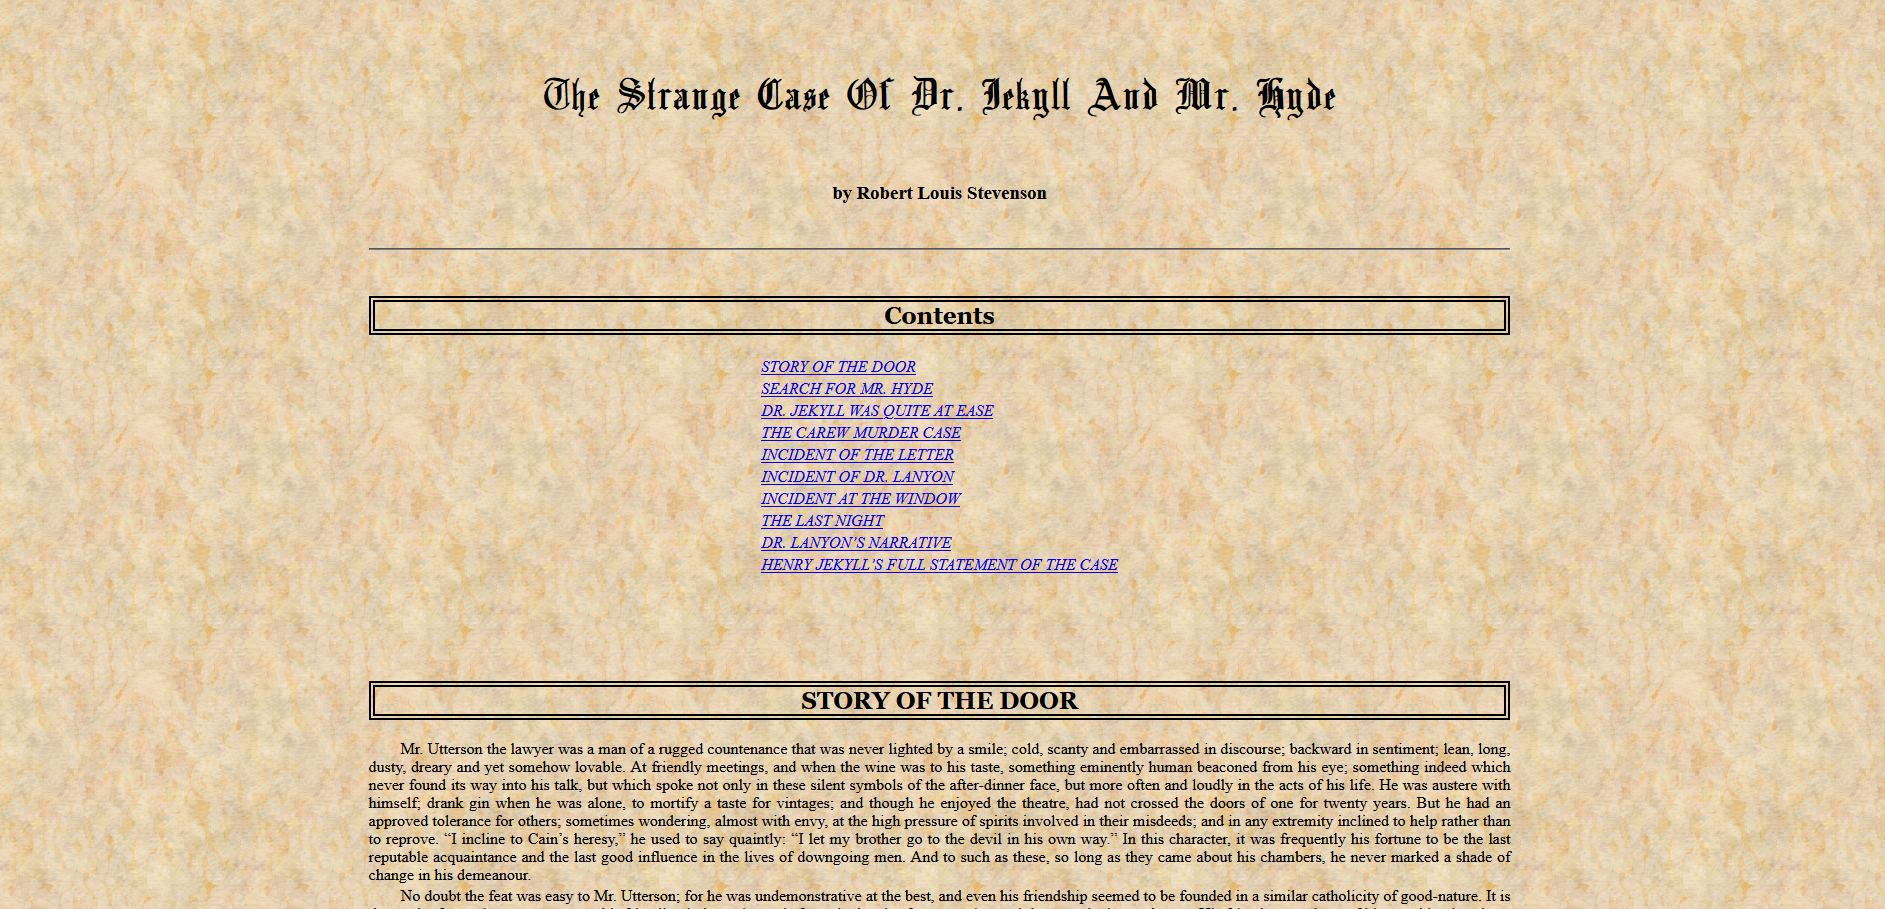 The Strange Case Of Dr. Jekyll And Mr. Hyde
by Robert Louis Stevenson
Contents
STORY OF THE DOOR
SEARCH FOR MR. HYDE
DR. JEKYLL WAS QUITE AT EASE
THE CAREW MURDER CASE
INCIDENT OF THE LETTER
INCIDENT OF DR. LANYON
INCIDENT AT THE WINDOW
THE LAST NIGHT
DR. LANYON’S NARRATIVE
HENRY JEKYLL’S FULL STATEMENT OF THE CASE
STORY OF THE DOOR
Mr. Utterson the lawyer was a man of a rugged countenance that was never lighted by a smile; cold, scanty and embarrassed in discourse; backward in sentiment; lean, long,
dusty, dreary and yet somehow lovable. At friendly meetings, and when the wine was to his taste, something eminently human beaconed from his eye; something indeed which
never found its way into his talk, but which spoke not only in these silent symbols of the after-dinner face, but more often and loudly in the acts of his life. He was austere with
himself; drank gin when he was alone, to mortify a taste for vintages; and though he enjoyed the theatre, had not crossed the doors of one for twenty years. But he had an
approved tolerance for others; sometimes wondering, almost with envy, at the high pressure of spirits involved in their misdeeds; and in any extremity inclined to help rather than
to reprove. “I incline to Cain’s heresy,” he used to say quaintly: “I let my brother go to the devil in his own way.” In this character, it was frequently his fortune to be the last
reputable acquaintance and the last good influence in the lives of downgoing men. And to such as these, so long as they came about his chambers, he never marked a shade of
change in his demeanour.
No doubt the feat was easy to Mr. Utterson; for he was undemonstrative at the best, and even his friendship seemed to be founded in a similar catholicity of good-nature. It is